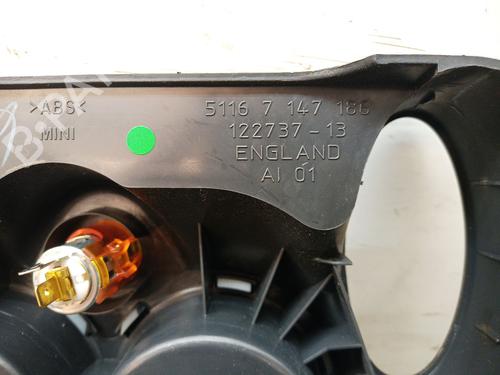 >ABS<
MINI
5116 7 147 186
122737-13
ENGLAND
AI 01